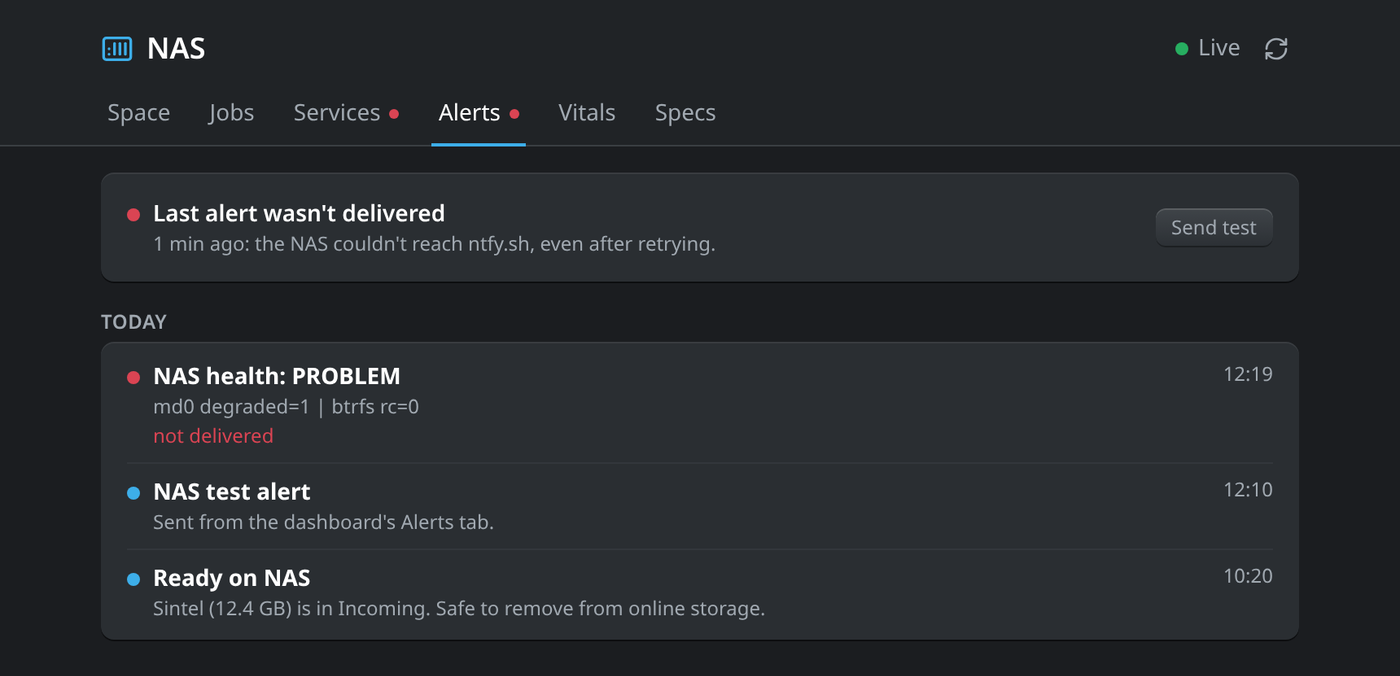 NAS
Live
Space Jobs Services Alerts Vitals Specs
Last alert wasn't delivered
1 min ago: the NAS couldn't reach ntfy.sh, even after retrying.
Send test
TODAY
NAS health: PROBLEM 12:19
md0 degraded=1 | btrfs rc=0
not delivered
NAS test alert 12:10
Sent from the dashboard's Alerts tab.
Ready on NAS 10:20
Sintel (12.4 GB) is in Incoming. Safe to remove from online storage.